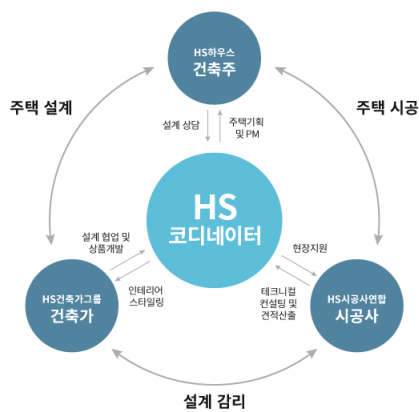 HS하우스
건축주
주택 설계
주택 시공
설계 상담
주택기획
및 PM
HS
코디네이터
설계 협업 및
상품개발
인테리어
스타일링
현장지원
테크니컬
컨설팅 및
견적산출
HS건축가그룹
건축가
HS시공사연합
시공사
설계 감리